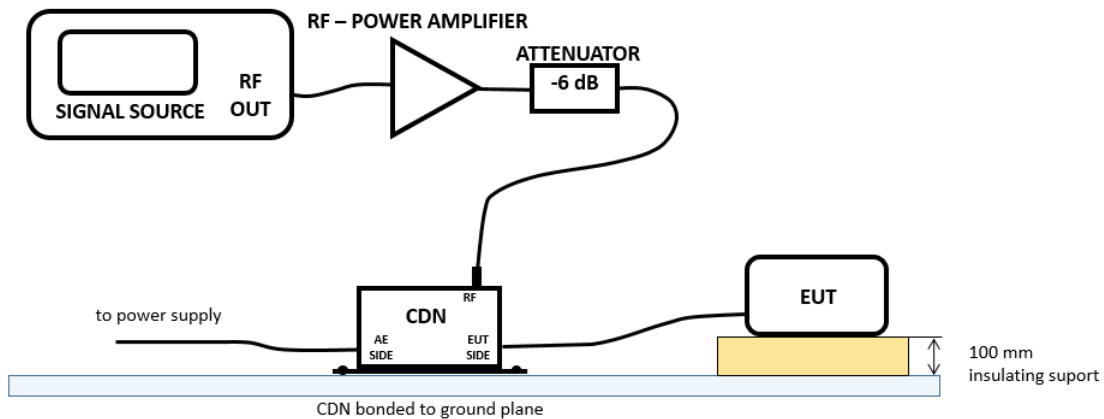 RF – POWER AMPLIFIER
ATTENUATOR
-6 dB
RF
OUT
SIGNAL SOURCE
RF
CDN
EUT
to power supply
AE
SIDE
EUT
SIDE
100 mm
insulating suport
CDN bonded to ground plane